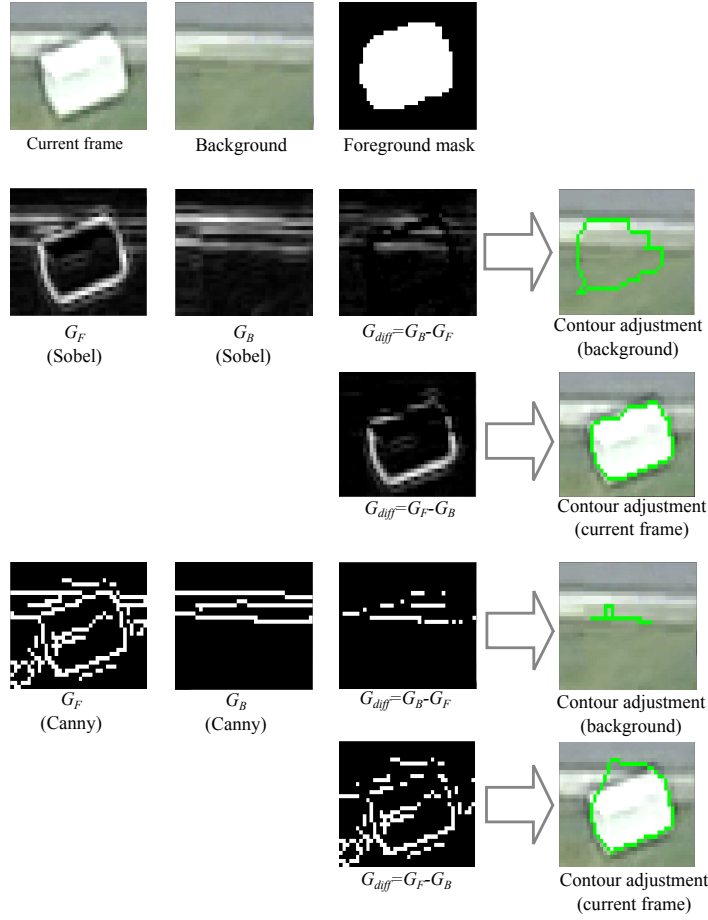 Current frame
Background
Foreground mask
G_F
(Sobel)
G_B
(Sobel)
G_diff=G_B-G_F
Contour adjustment
(background)
G_diff=G_F-G_B
Contour adjustment
(current frame)
G_F
(Canny)
G_B
(Canny)
G_diff=G_B-G_F
Contour adjustment
(background)
G_diff=G_F-G_B
Contour adjustment
(current frame)